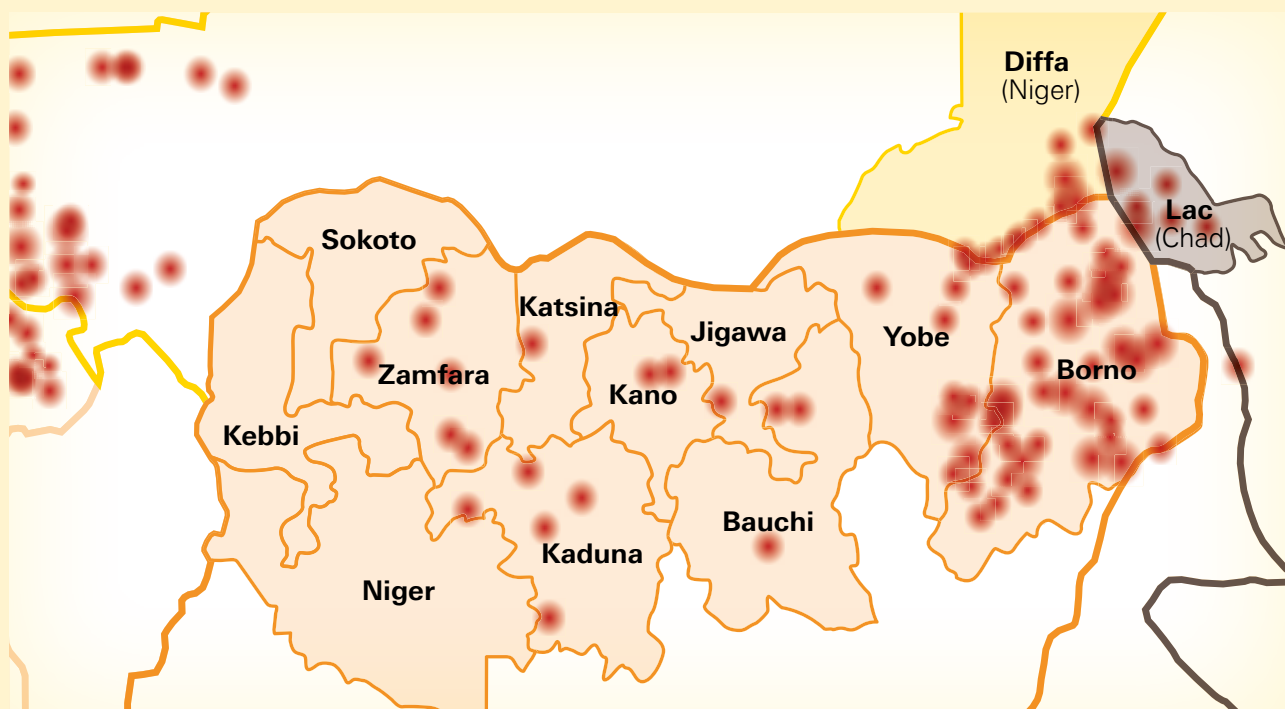 Diffa
(Niger)
Lac
(Chad)
Sokoto
Katsina
Jigawa
Yobe
Borno
Zamfara
Kano
Kebbi
Bauchi
Kaduna
Niger